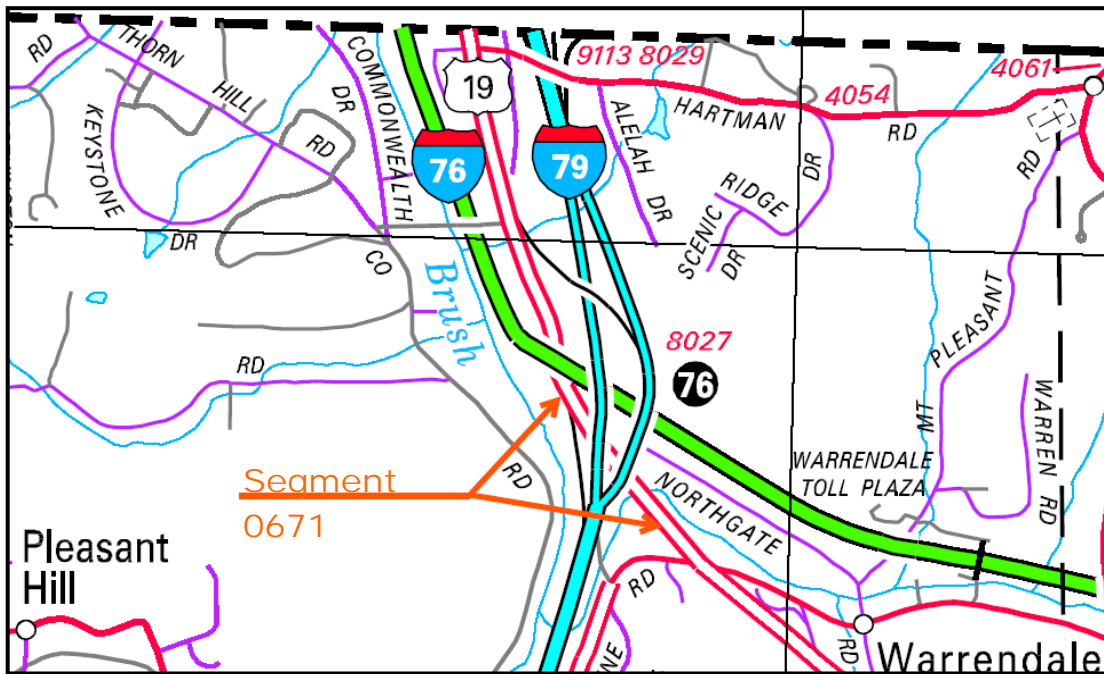 RD
THORN
HILL
RD
COMMONWEALTH
DR
KEYSTONE
DR
CO
19
76
79
9113 8029
4061
4054
HARTMAN
RD
ALELAH
DR
RIDGE
DR
SCENIC
DR
RD
PLEASANT
MT
WARREN RD
Brush
8027
76
RD
RD
WARRENDALE
TOLL PLAZA
NORTHGATE
Segment
0671
Pleasant
Hill
RD
NE
RD
Warrendale